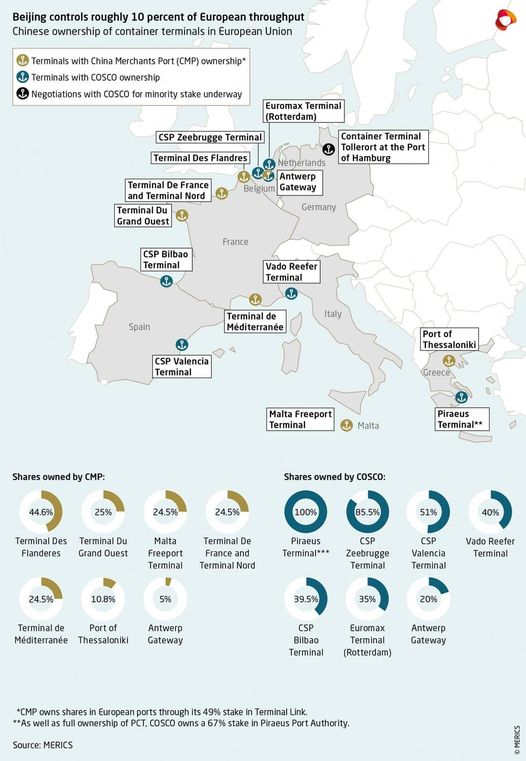 Beijing controls roughly 10 percent of European throughput
Chinese ownership of container terminals in European Union
Terminals with China Merchants Port (CMP) ownership*
Terminals with COSCO ownership
Negotiations with COSCO for minority stake underway
Euromax Terminal
(Rotterdam)
CSP Zeebrugge Terminal
Container Terminal
Tollerort at the Port
of Hamburg
Terminal Des Flandres
Netherlands
Antwerp
Gateway
Belgium
Terminal De France
and Terminal Nord
Germany
Terminal Du
Grand Ouest
France
CSP Bilbao
Terminal
Vado Reefer
Terminal
Terminal de
Méditerranée
Italy
Spain
CSP Valencia
Terminal
Port of
Thessaloniki
Greece
Malta Freeport
Terminal
Malta
Piraeus
Terminal**
Shares owned by CMP:
44.6%
Terminal Des
Flanderes
25%
Terminal Du
Grand Ouest
24.5%
Malta
Freeport
Terminal
24.5%
Terminal De
France and
Terminal Nord
24.5%
Terminal de
Méditerranée
10.8%
Port of
Thessaloniki
5%
Antwerp
Gateway
Shares owned by COSCO:
100%
Piraeus
Terminal***
85.5%
CSP
Zeebrugge
Terminal
51%
CSP
Valencia
Terminal
40%
Vado Reefer
Terminal
39.5%
CSP
Bilbao
Terminal
35%
Euromax
Terminal
(Rotterdam)
20%
Antwerp
Gateway
*CMP owns shares in European ports through its 49% stake in Terminal Link.
**As well as full ownership of PCT, COSCO owns a 67% stake in Piraeus Port Authority.
Source: MERICS
© MERICS